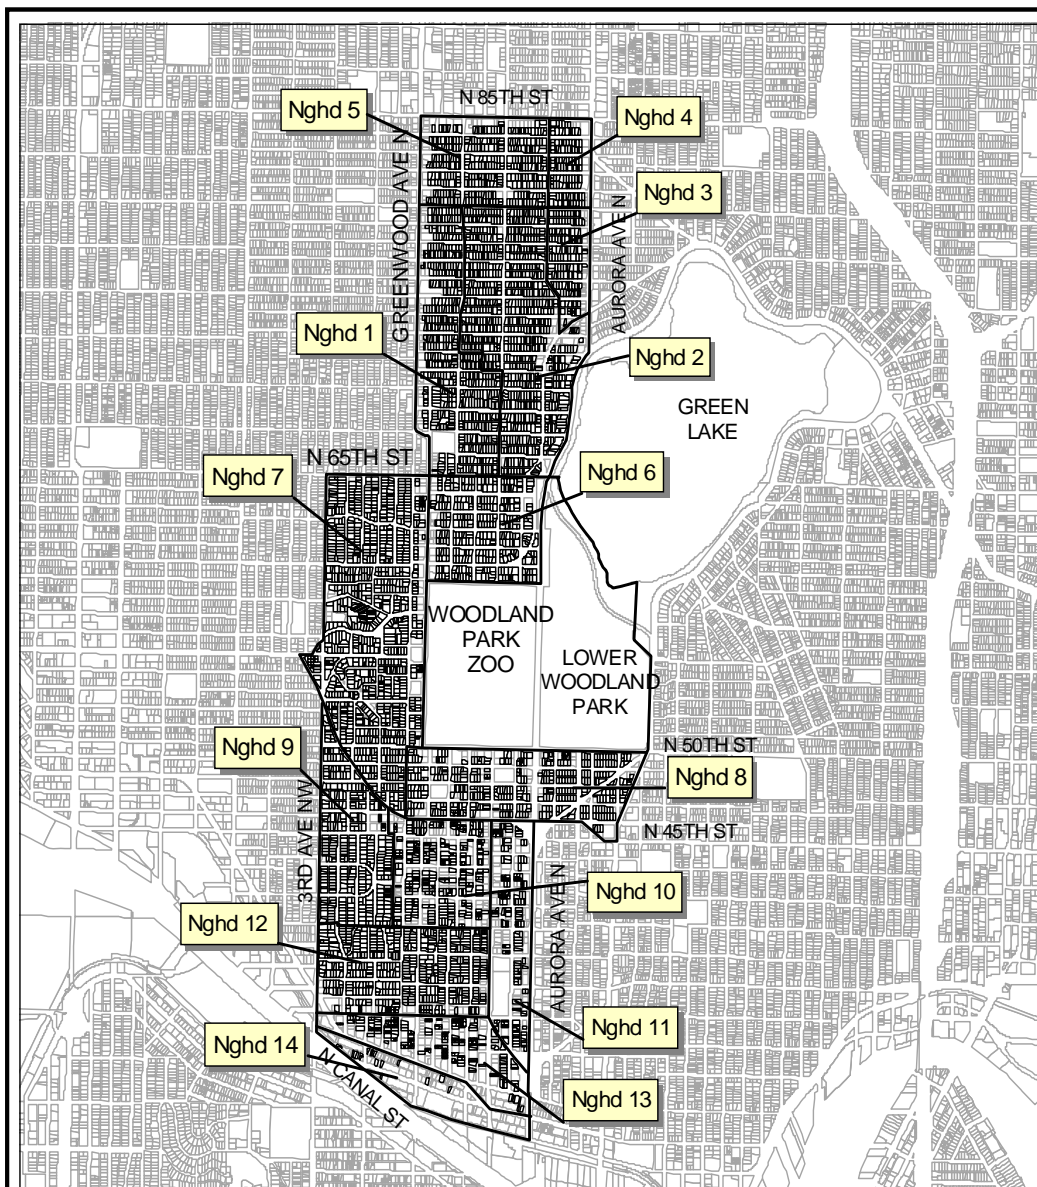 N 85TH ST
Nghd 5
Nghd 4
GREENWOOD AVE N
Nghd 3
AURORA AVE N
Nghd 1
Nghd 2
GREEN
LAKE
N 65TH ST
Nghd 7
Nghd 6
WOODLAND
PARK
ZOO
LOWER
WOODLAND
PARK
Nghd 9
N 50TH ST
Nghd 8
3RD AVE NW
N 45TH ST
Nghd 10
AURORA AVE N
Nghd 12
Nghd 11
Nghd 14
N CANAL ST
Nghd 13